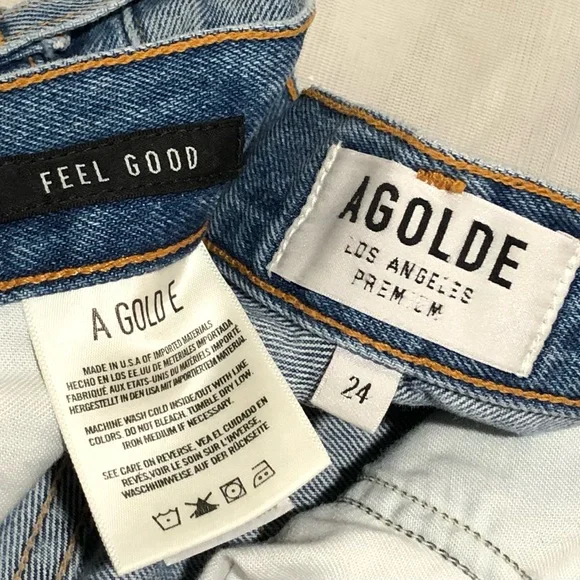 FEEL GOOD
AGOLDE
LOS ANGELES
PREMIUM
24
A GOLD E
MADE IN U.S.A OF IMPORTED MATERIALS
HECHO EN LOS EE.UU DE METERIALES IMPORTADA
FABRIQUÉ AUX ETATS-UNIS DU MATÉRIEL IMPORTÉ
HERGESTELLT IN DEN USA MIT IMPORTIERTEM MATERIAL
MACHINE WASH COLD INSIDE/OUT WITH LIKE
COLORS. DO NOT BLEACH. TUMBLE DRY LOW.
IRON MEDIUM IF NECESSARY.
SEE CARE ON REVERSE. VEA EL CUIDADO EN
REVES.VOIR LE SOIN SUR L'INVERSE.
WASCHHINWEISE AUF DER RÜCKSEITE